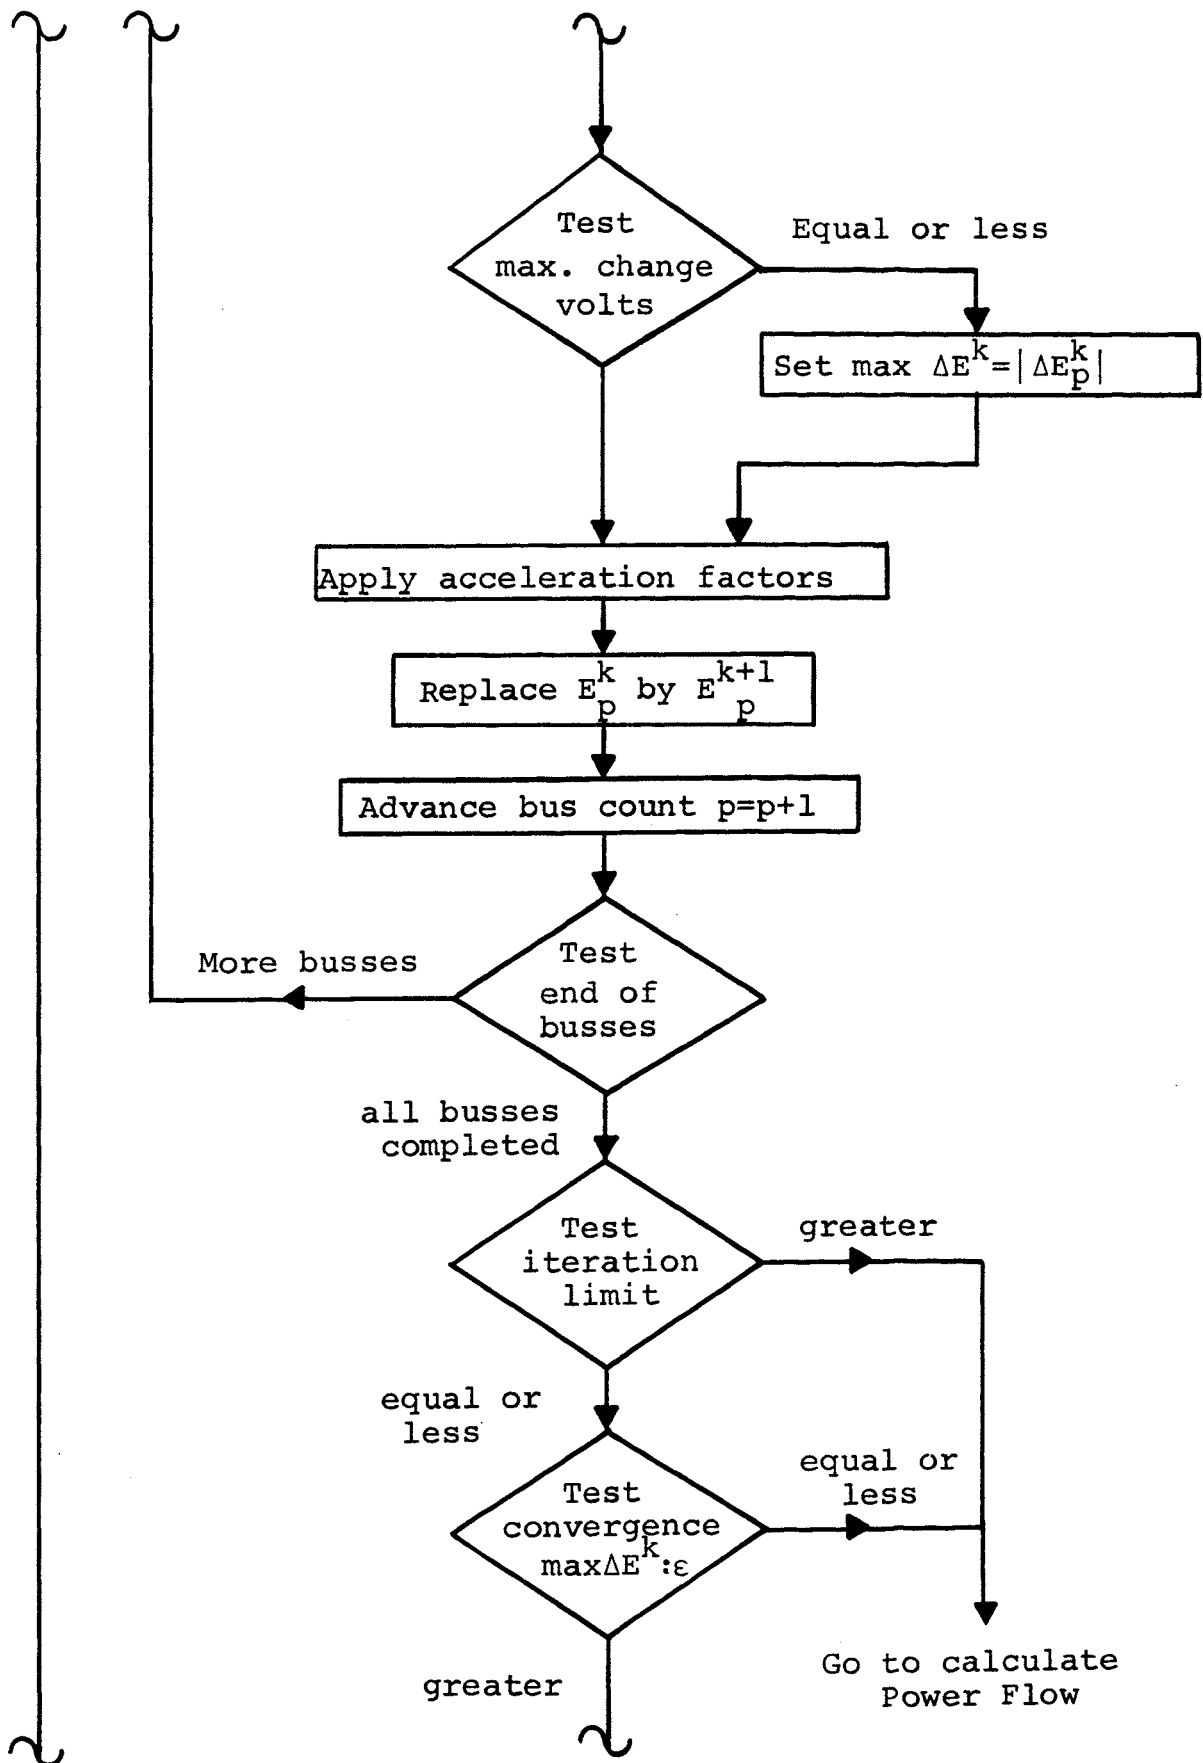 Test
max. change
volts
Equal or less
Set max ΔE^k=|ΔE_p^k|
Apply acceleration factors
Replace E_p^k by E_p^{k+1}
Advance bus count p=p+1
More busses
Test
end of
busses
all busses
completed
Test
iteration
limit
greater
equal or
less
Test
convergence
maxΔE^k:ε
equal or
less
greater
Go to calculate
Power Flow